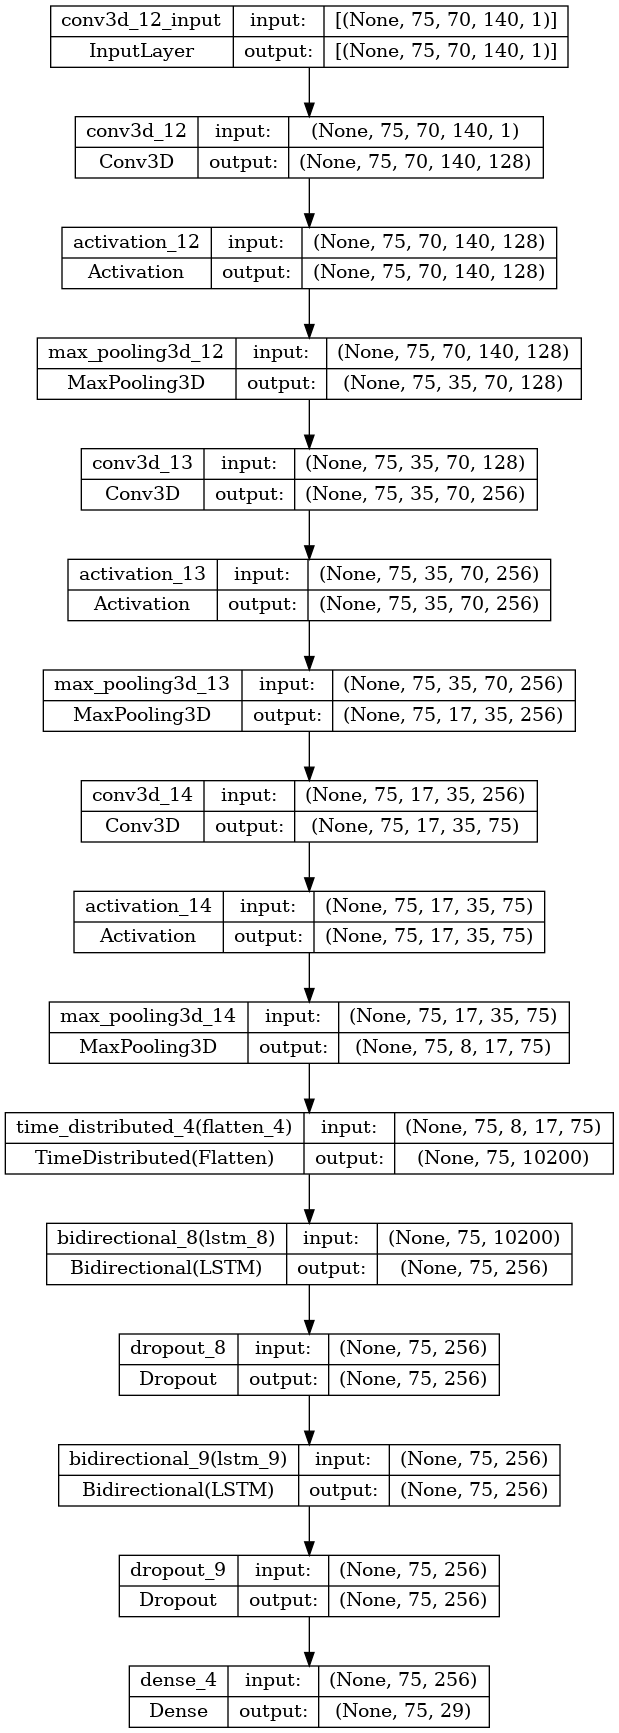 conv3d_12_input input: [(None, 75, 70, 140, 1)]
InputLayer output: [(None, 75, 70, 140, 1)]
conv3d_12 input: (None, 75, 70, 140, 1)
Conv3D output: (None, 75, 70, 140, 128)
activation_12 input: (None, 75, 70, 140, 128)
Activation output: (None, 75, 70, 140, 128)
max_pooling3d_12 input: (None, 75, 70, 140, 128)
MaxPooling3D output: (None, 75, 35, 70, 128)
conv3d_13 input: (None, 75, 35, 70, 128)
Conv3D output: (None, 75, 35, 70, 256)
activation_13 input: (None, 75, 35, 70, 256)
Activation output: (None, 75, 35, 70, 256)
max_pooling3d_13 input: (None, 75, 35, 70, 256)
MaxPooling3D output: (None, 75, 17, 35, 256)
conv3d_14 input: (None, 75, 17, 35, 256)
Conv3D output: (None, 75, 17, 35, 75)
activation_14 input: (None, 75, 17, 35, 75)
Activation output: (None, 75, 17, 35, 75)
max_pooling3d_14 input: (None, 75, 17, 35, 75)
MaxPooling3D output: (None, 75, 8, 17, 75)
time_distributed_4(flatten_4) input: (None, 75, 8, 17, 75)
TimeDistributed(Flatten) output: (None, 75, 10200)
bidirectional_8(lstm_8) input: (None, 75, 10200)
Bidirectional(LSTM) output: (None, 75, 256)
dropout_8 input: (None, 75, 256)
Dropout output: (None, 75, 256)
bidirectional_9(lstm_9) input: (None, 75, 256)
Bidirectional(LSTM) output: (None, 75, 256)
dropout_9 input: (None, 75, 256)
Dropout output: (None, 75, 256)
dense_4 input: (None, 75, 256)
Dense output: (None, 75, 29)